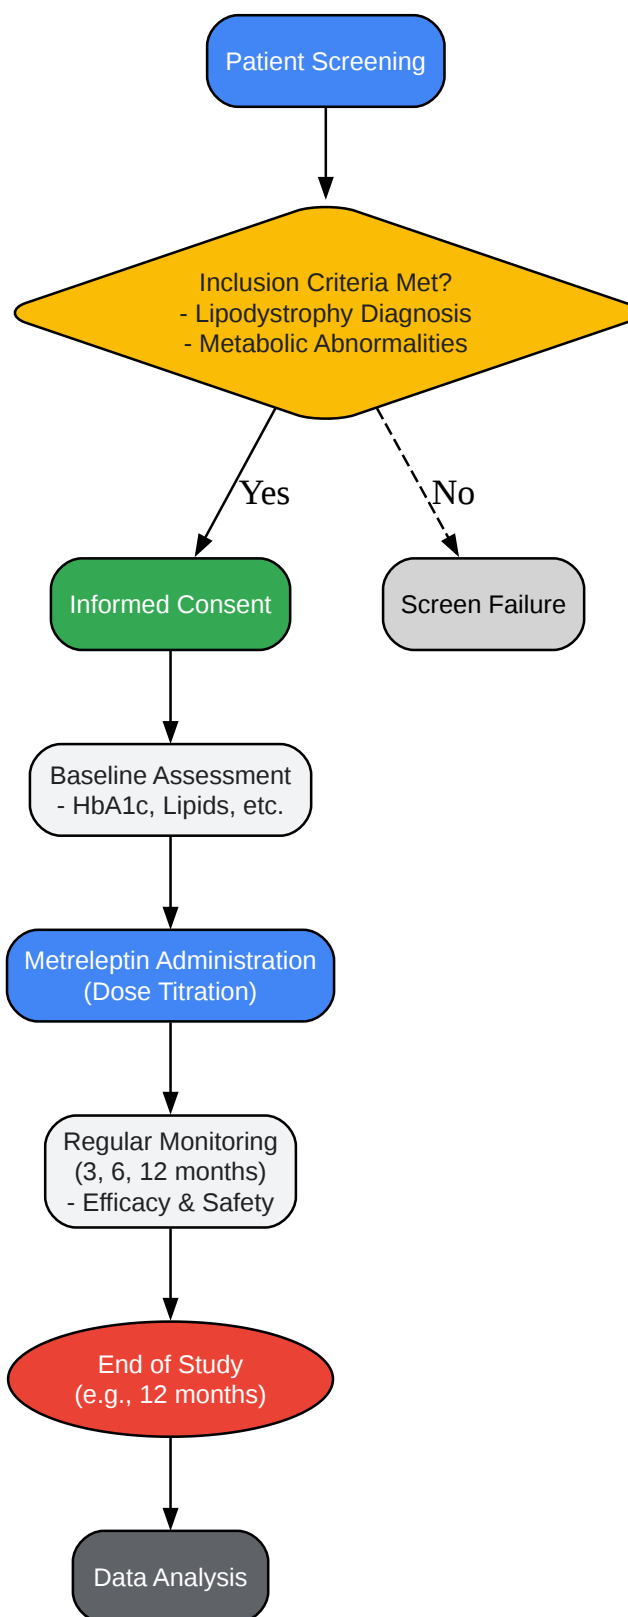 Patient Screening
Inclusion Criteria Met?
- Lipodystrophy Diagnosis
- Metabolic Abnormalities
Yes
No
Informed Consent
Screen Failure
Baseline Assessment
- HbA1c, Lipids, etc.
Metreleptin Administration
(Dose Titration)
Regular Monitoring
(3, 6, 12 months)
- Efficacy & Safety
End of Study
(e.g., 12 months)
Data Analysis